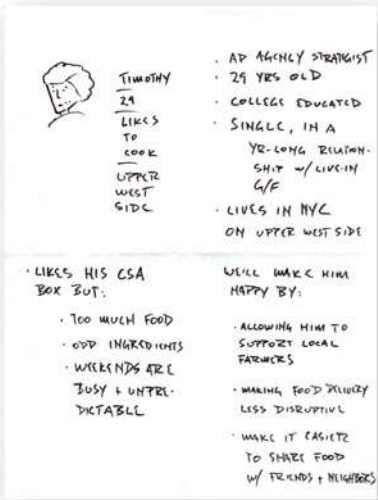 TIMOTHY
29
LIKES
TO
COOK
UPPER
WEST
SIDE
· AD AGENCY STRATEGIST
· 29 YRS OLD
· COLLEGE EDUCATED
· SINGLE, IN A
YR-LONG RELATION-
SHIP w/ LIVE-IN
G/F
· LIVES IN NYC
ON UPPER WEST SIDE
· LIKES HIS CSA
BOX BUT:
· TOO MUCH FOOD
· ODD INGREDIENTS
· WEEKENDS ARE
BUSY + UNPRE-
DICTABLE
WE'LL MAKE HIM
HAPPY BY:
· ALLOWING HIM TO
SUPPORT LOCAL
FARMERS
· MAKING FOOD DELIVERY
LESS DISRUPTIVE
· MAKE IT EASIER
TO SHARE FOOD
w/ FRIENDS + NEIGHBORS